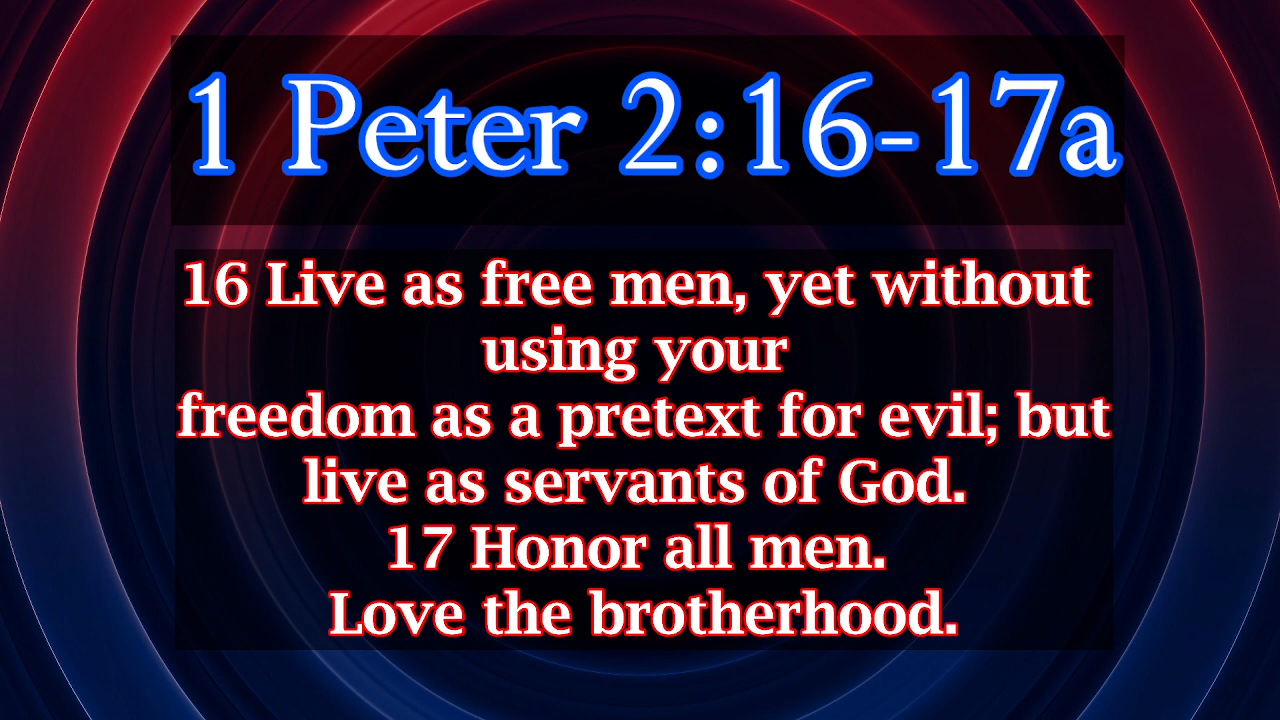 1 Peter 2:16-17a
16 Live as free men, yet without
using your
freedom as a pretext for evil; but
live as servants of God.
17 Honor all men.
Love the brotherhood.